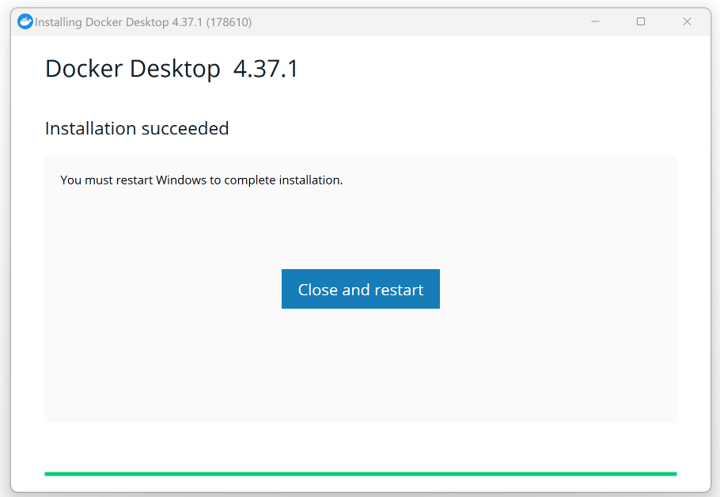 Installing Docker Desktop 4.37.1 (178610)
Docker Desktop 4.37.1
Installation succeeded
You must restart Windows to complete installation.
Close and restart